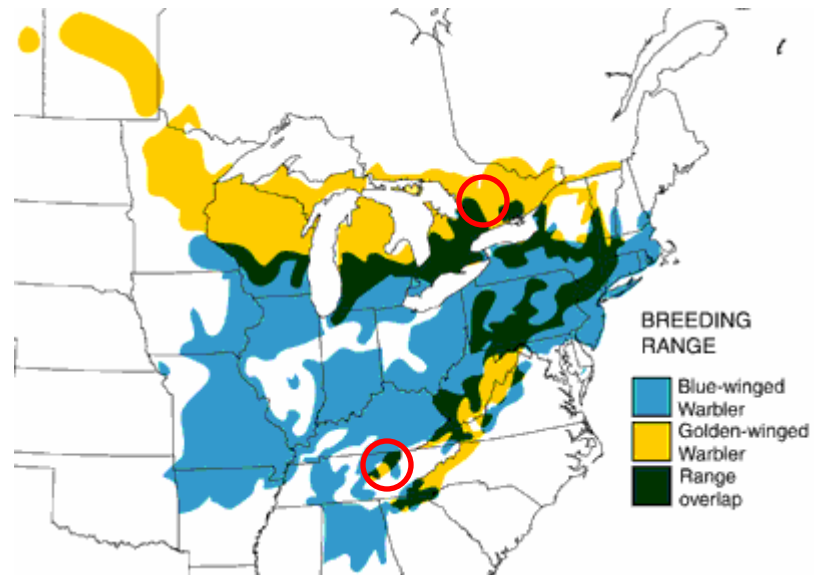 BREEDING
RANGE
Blue-winged
Warbler
Golden-winged
Warbler
Range
overlap